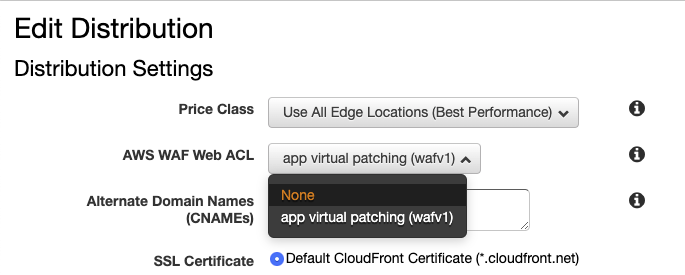 Edit Distribution
Distribution Settings
Price Class
Use All Edge Locations (Best Performance)
AWS WAF Web ACL
app virtual patching (wafv1)
None
app virtual patching (wafv1)
Alternate Domain Names
(CNAMEs)
SSL Certificate
Default CloudFront Certificate (*.cloudfront.net)